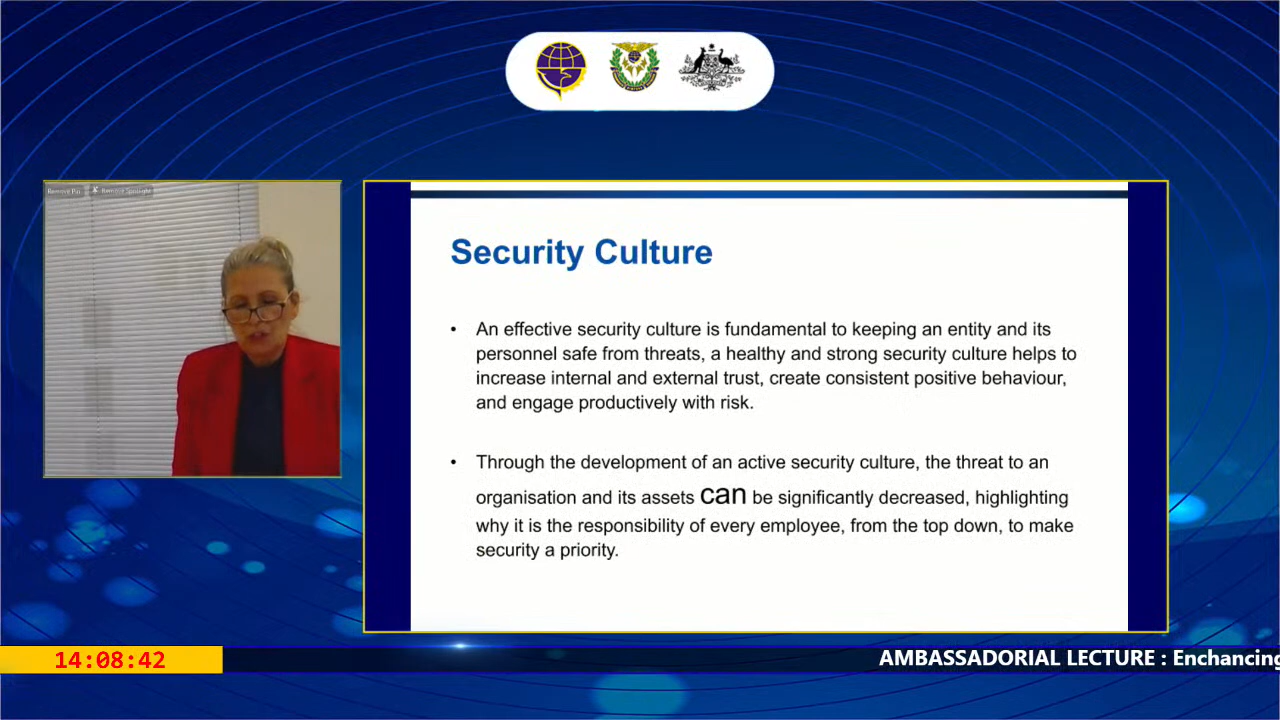 Remove Pin
Remove Spotlight
Security Culture
• An effective security culture is fundamental to keeping an entity and its
personnel safe from threats, a healthy and strong security culture helps to
increase internal and external trust, create consistent positive behaviour,
and engage productively with risk.
• Through the development of an active security culture, the threat to an
organisation and its assets can be significantly decreased, highlighting
why it is the responsibility of every employee, from the top down, to make
security a priority.
14:08:42
AMBASSADORIAL LECTURE : Enchancing